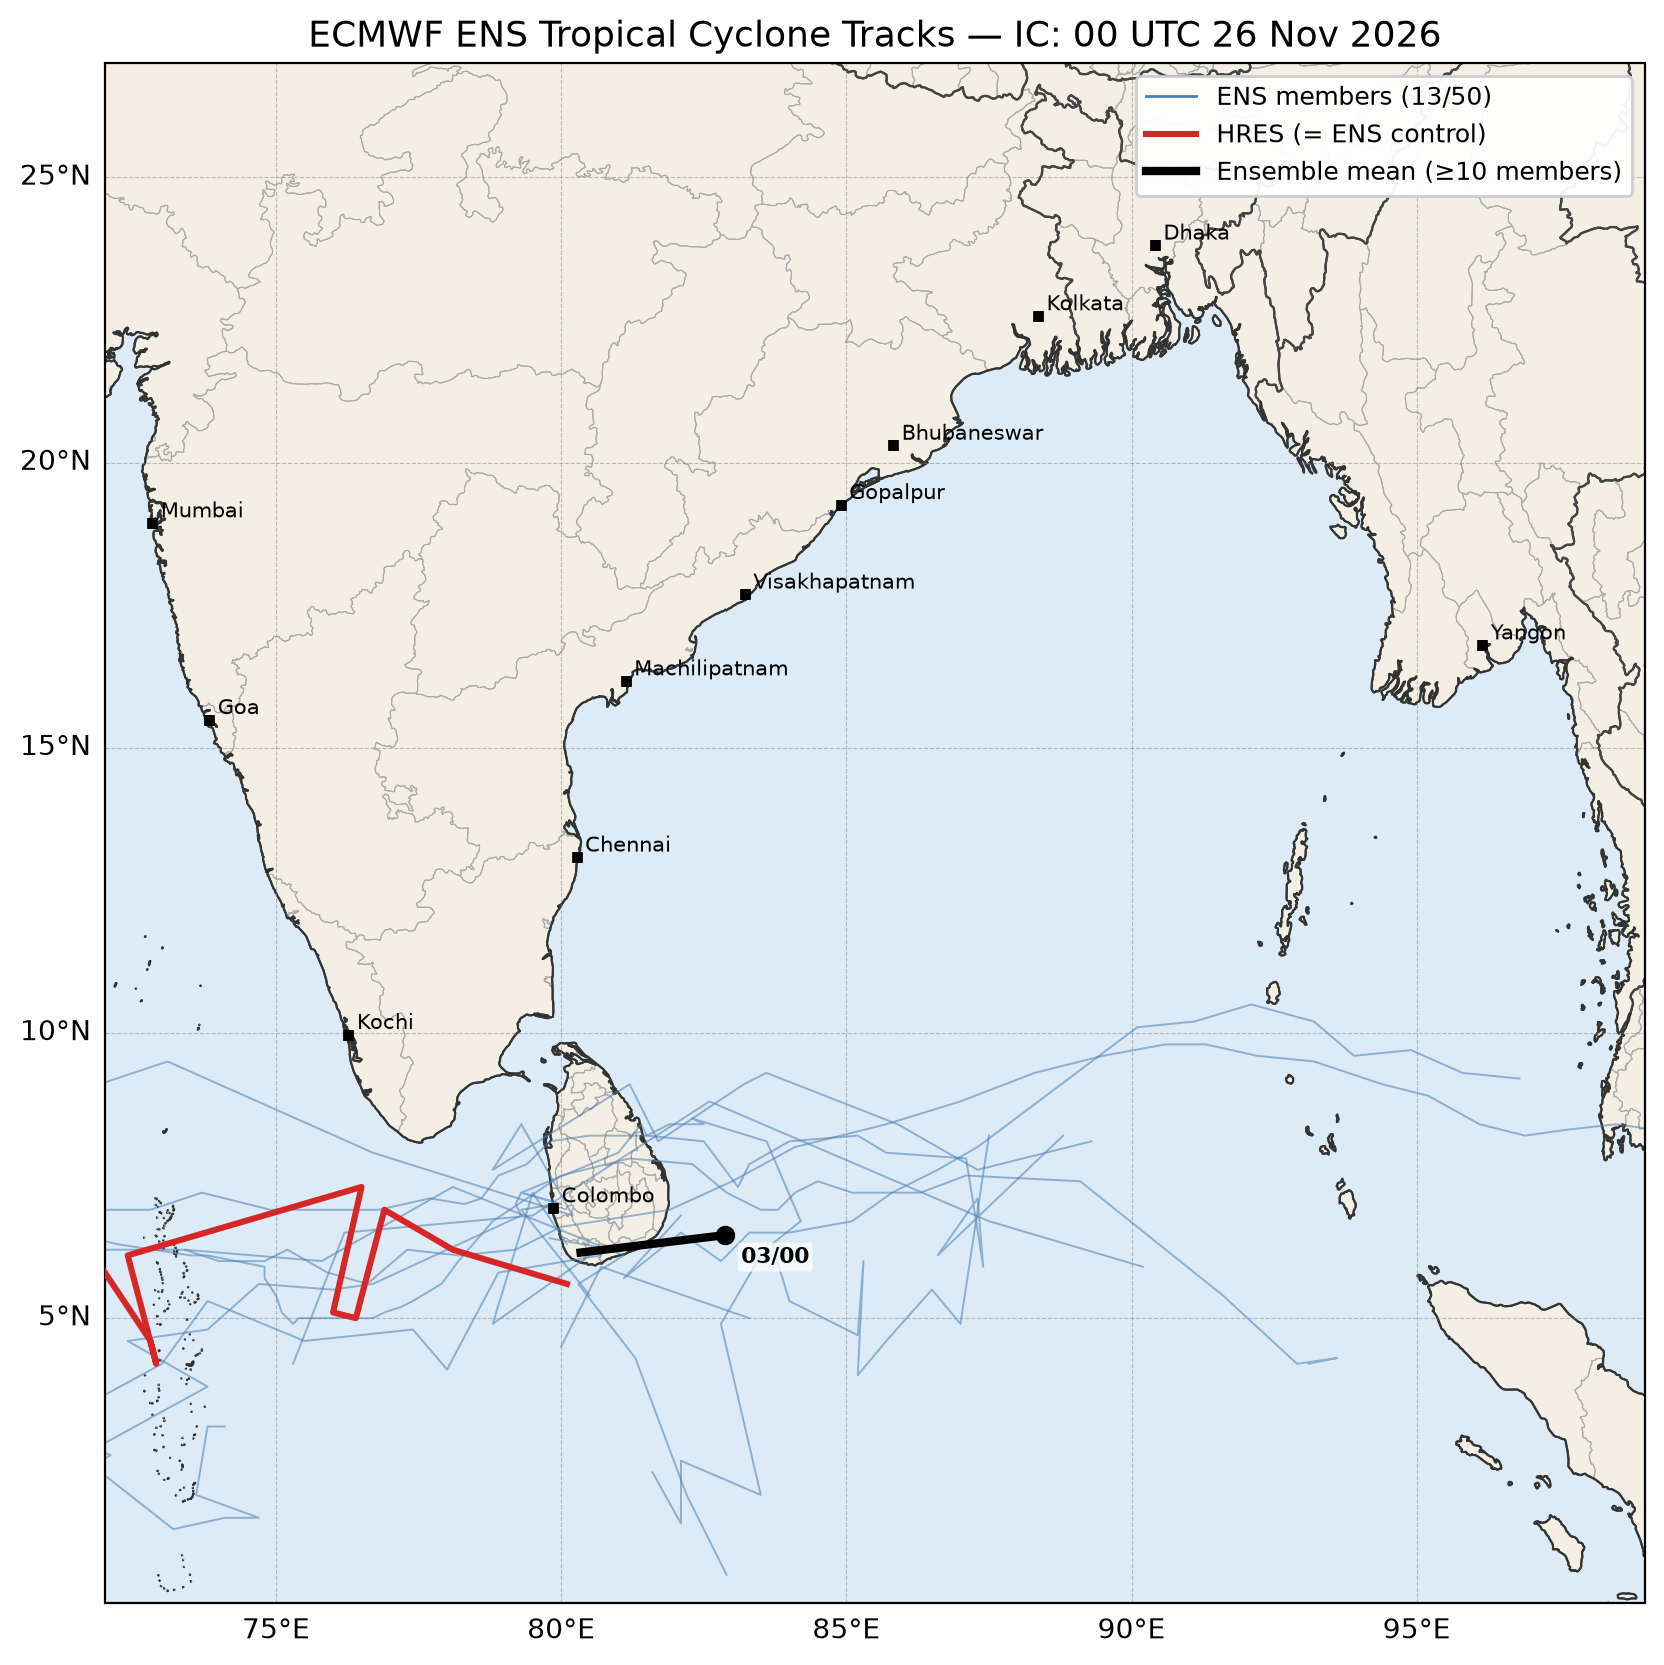 ECMWF ENS Tropical Cyclone Tracks — IC: 00 UTC 26 Nov 2026
ENS members (13/50)
HRES (= ENS control)
Ensemble mean (≥10 members)
25°N
Dhaka
Kolkata
Bhubaneswar
20°N
Gopalpur
Mumbai
Visakhapatnam
Yangon
Machilipatnam
Goa
15°N
Chennai
10°N
Kochi
Colombo
03/00
5°N
75°E
80°E
85°E
90°E
95°E